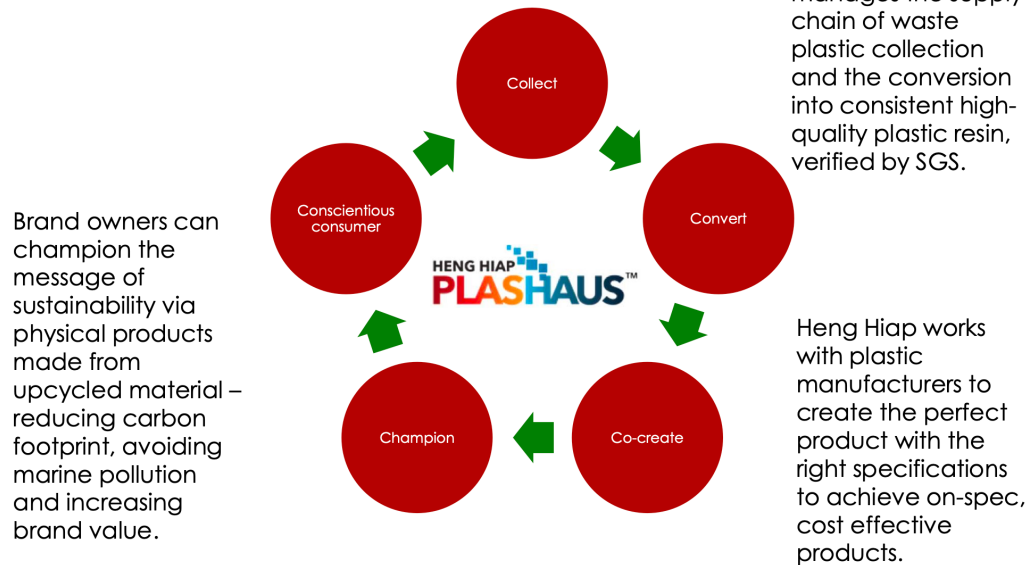 manages the supply
chain of waste
plastic collection
and the conversion
into consistent high-
quality plastic resin,
verified by SGS.
Collect
Convert
Conscientious
consumer
HENG HIAP
PLASHAUS™
Brand owners can
champion the
message of
sustainability via
physical products
made from
upcycled material –
reducing carbon
footprint, avoiding
marine pollution
and increasing
brand value.
Champion
Co-create
Heng Hiap works
with plastic
manufacturers to
create the perfect
product with the
right specifications
to achieve on-spec,
cost effective
products.